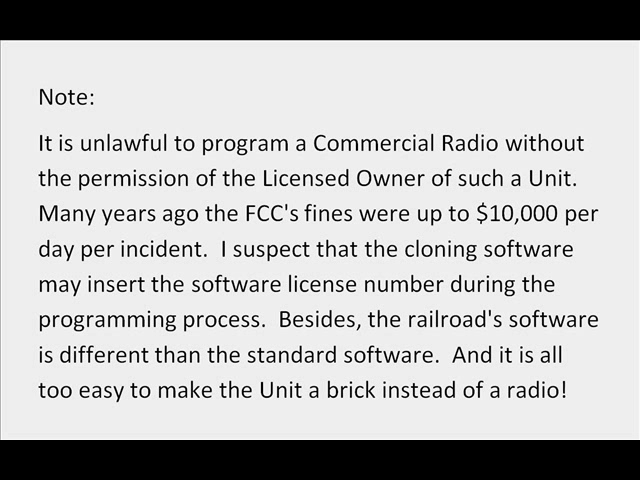 Note:
It is unlawful to program a Commercial Radio without
the permission of the Licensed Owner of such a Unit.
Many years ago the FCC's fines were up to $10,000 per
day per incident.  I suspect that the cloning software
may insert the software license number during the
programming process.  Besides, the railroad's software
is different than the standard software.  And it is all
too easy to make the Unit a brick instead of a radio!